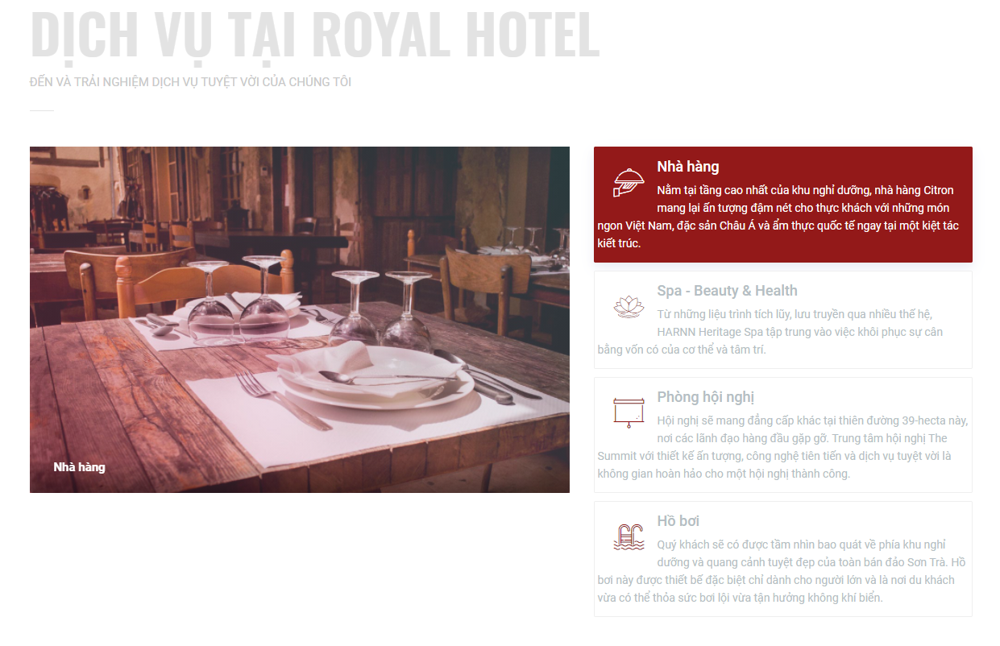 DỊCH VỤ TẠI ROYAL HOTEL
ĐẾN VÀ TRẢI NGHIỆM DỊCH VỤ TUYỆT VỜI CỦA CHÚNG TÔI
Nhà hàng
Nhà hàng
Nằm tại tầng cao nhất của khu nghỉ dưỡng, nhà hàng Citron
mang lại ấn tượng đậm nét cho thực khách với những món
ngon Việt Nam, đặc sản Châu Á và ẩm thực quốc tế ngay tại một kiệt tác
kiết trúc.
Spa - Beauty & Health
Từ những liệu trình tích lũy, lưu truyền qua nhiều thế hệ,
HARNN Heritage Spa tập trung vào việc khôi phục sự cân
bằng vốn có của cơ thể và tâm trí.
Phòng hội nghị
Hội nghị sẽ mang đẳng cấp khác tại thiên đường 39-hecta này,
nơi các lãnh đạo hàng đầu gặp gỡ. Trung tâm hội nghị The
Summit với thiết kế ấn tượng, công nghệ tiên tiến và dịch vụ tuyệt vời là
không gian hoàn hảo cho một hội nghị thành công.
Hồ bơi
Quý khách sẽ có được tầm nhìn bao quát về phía khu nghỉ
dưỡng và quang cảnh tuyệt đẹp của toàn bán đảo Sơn Trà. Hồ
bơi này được thiết bế đặc biệt chỉ dành cho người lớn và là nơi du khách
vừa có thể thỏa sức bơi lội vừa tận hưởng không khí biển.